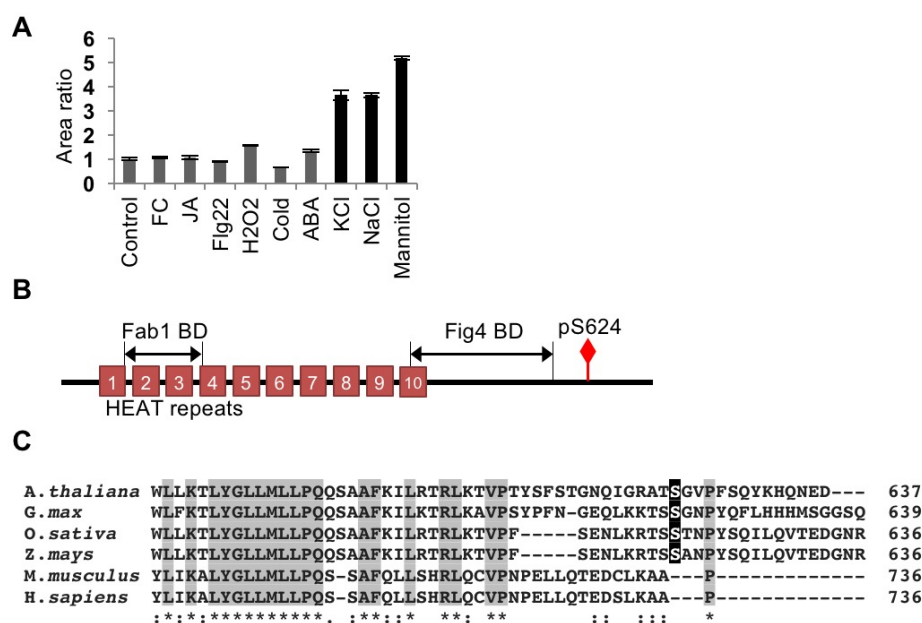 A
Area ratio
6
5
4
3
2
1
0
Control
FC
JA
Flg22
H2O2
Cold
ABA
KCl
NaCl
Mannitol
B
Fab1 BD
Fig4 BD
pS624
1 2 3 4 5 6 7 8 9 10
HEAT repeats
C
A.thaliana WLLKTLYGLLMLLPQQSAAFKILRTRLKTVPTYSFSTGNQIGRATSSGVPFSQYKHQNED--- 637
G.max WLFKTLYGLLMLLPQQSAAFKILKTRLKAVPSYPFN-GEQLKKTSSGNPYQFLHHHMSGGSQ 639
O.sativa WLLKTLYGLLMLLPQQSAAFKILRTRLKTVPF-----SENLKRTSSTNPYSQILQVTEDGNR 636
Z.mays WLLKTLYGLLMLLPQQSAAFKILRTRLKTVPF-----SENLKRTSSANPYSQILQVTEDGNR 636
M.musculus YLIKALYGLLMLLPQS-SAFQLLSHRLQCVPNPELLQTEDCLKAA---P------------- 736
H.sapiens YLIKALYGLLMLLPQS-SAFQLLSHRLQCVPNPELLQTEDSLKAA---P------------- 736
:*:*:**********. :**::* **: ** :: ::: *